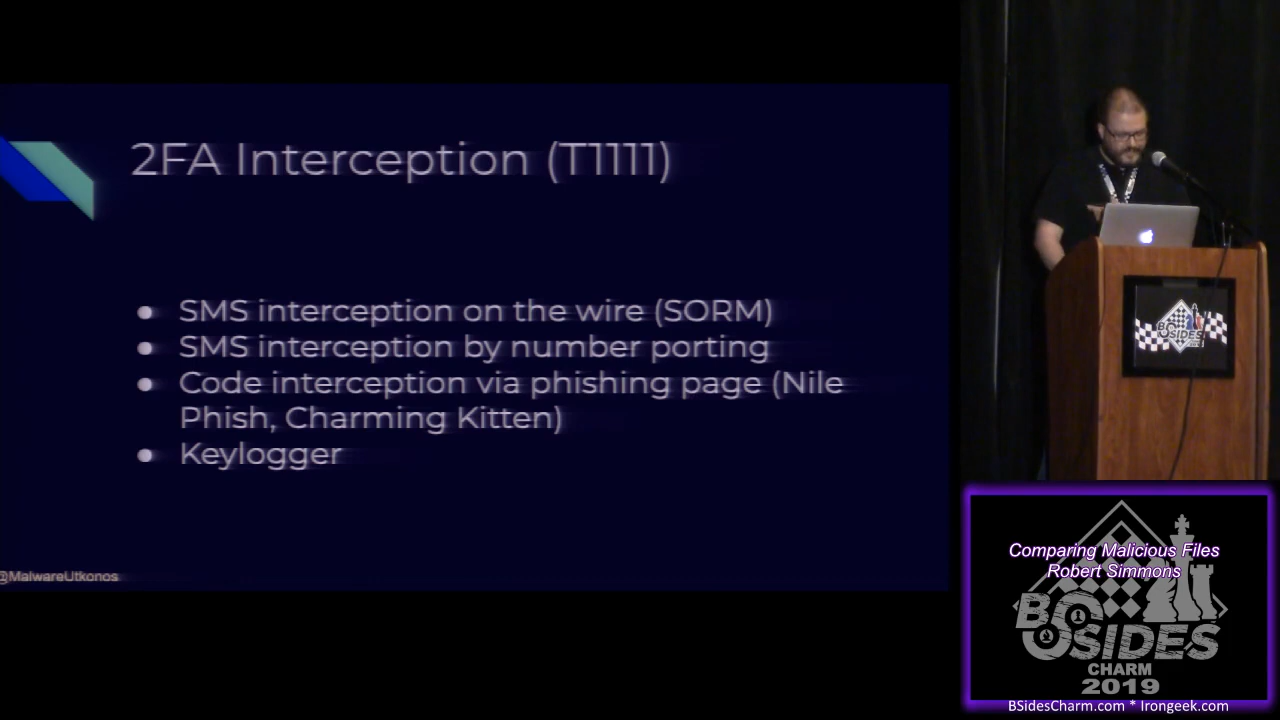 2FA Interception (T1111)
● SMS interception on the wire (SORM)
● SMS interception by number porting
● Code interception via phishing page (Nile
Phish, Charming Kitten)
● Keylogger
@MalwareUtkonos
BSIDES
Comparing Malicious Files
Robert Simmons
BSIDES
CHARM
2019
BSidesCharm.com * Irongeek.com